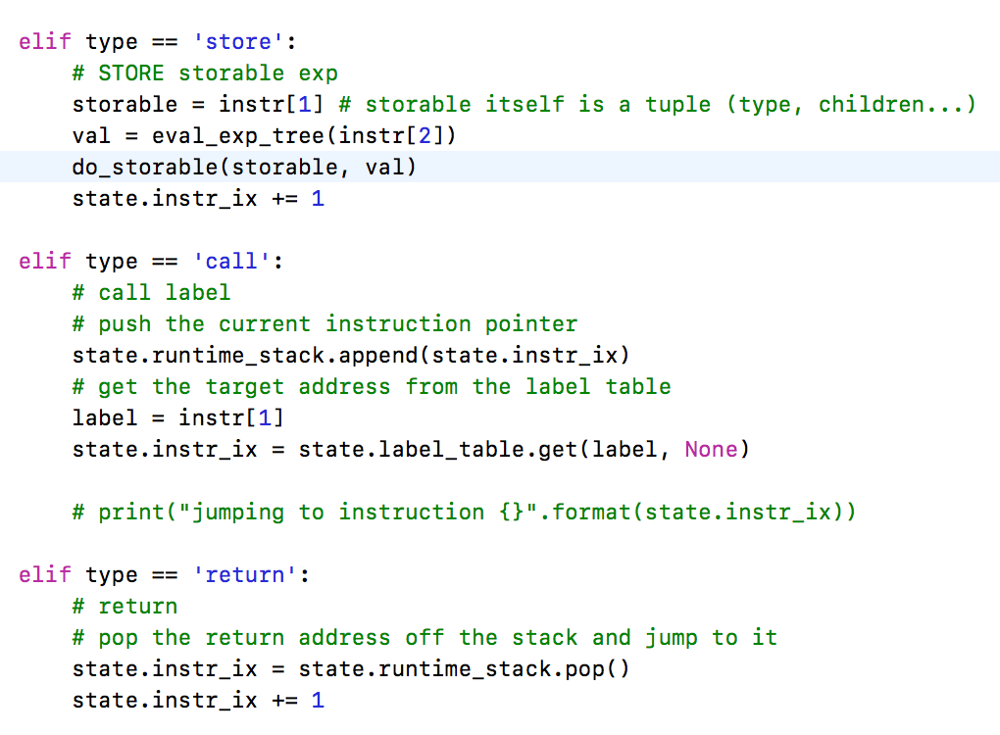 elif type == 'store':
    # STORE storable exp
    storable = instr[1] # storable itself is a tuple (type, children...)
    val = eval_exp_tree(instr[2])
    do_storable(storable, val)
    state.instr_ix += 1

elif type == 'call':
    # call label
    # push the current instruction pointer
    state.runtime_stack.append(state.instr_ix)
    # get the target address from the label table
    label = instr[1]
    state.instr_ix = state.label_table.get(label, None)

    # print("jumping to instruction {}".format(state.instr_ix))

elif type == 'return':
    # return
    # pop the return address off the stack and jump to it
    state.instr_ix = state.runtime_stack.pop()
    state.instr_ix += 1